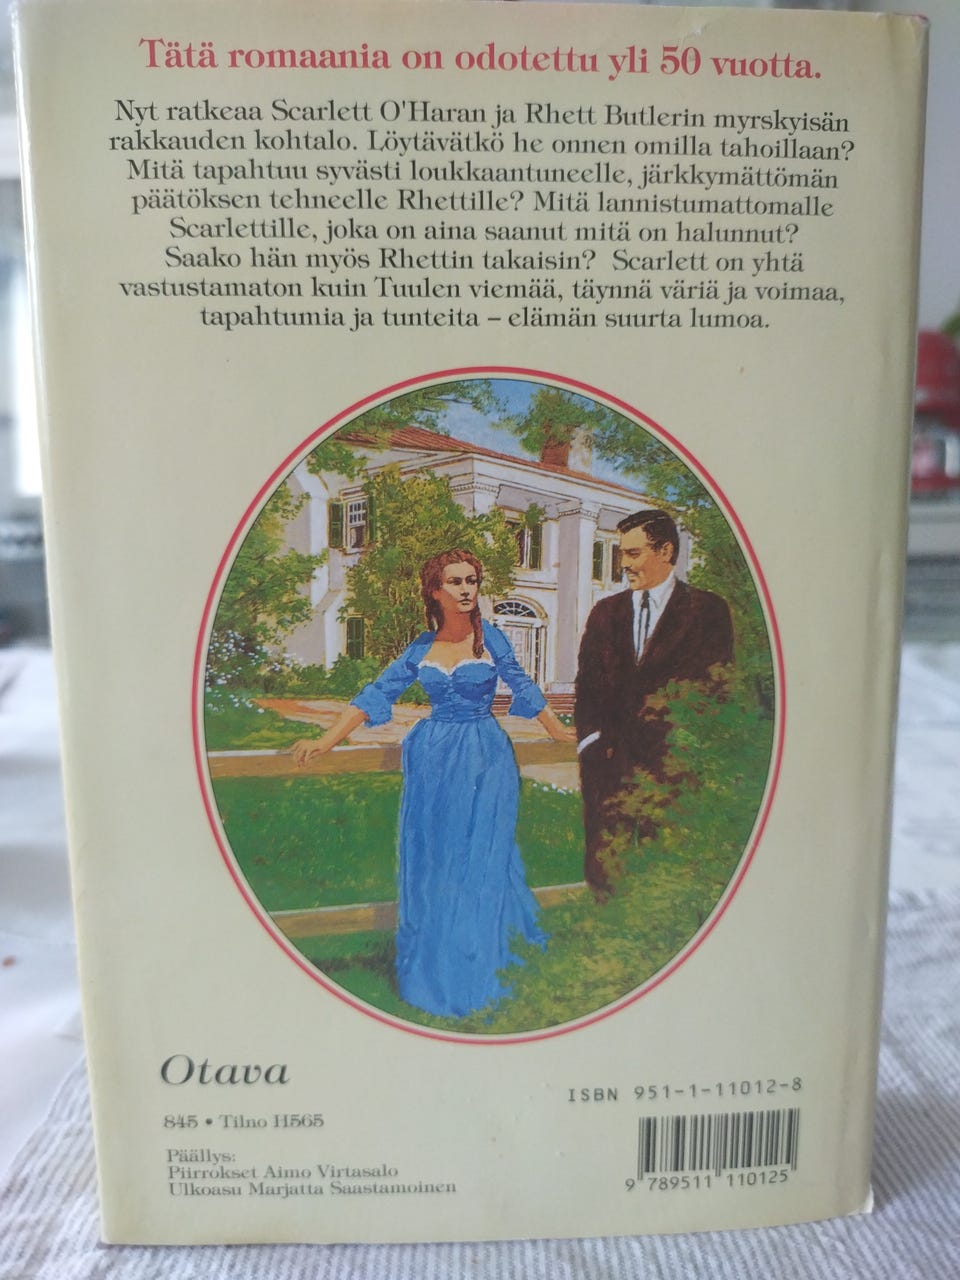 Tätä romaania on odotettu yli 50 vuotta.
Nyt ratkeaa Scarlett O'Haran ja Rhett Butlerin myrskyisän
rakkauden kohtalo. Löytävätkö he onnen omilla tahoillaan?
Mitä tapahtuu syvästi loukkaantuneelle, järkkymättömän
päätöksen tehneelle Rhettille? Mitä lannistumattomalle
Scarlettille, joka on aina saanut mitä on halunnut?
Saako hän myös Rhettin takaisin? Scarlett on yhtä
vastustamaton kuin Tuulen viemää, täynnä väriä ja voimaa,
tapahtumia ja tunteita – elämän suurta lumoa.
Otava
845 • Tilno H565
Päällys:
Piirrokset Aimo Virtasalo
Ulkoasu Marjatta Saastamoinen
ISBN 951-1-11012-8
9 789511 110125